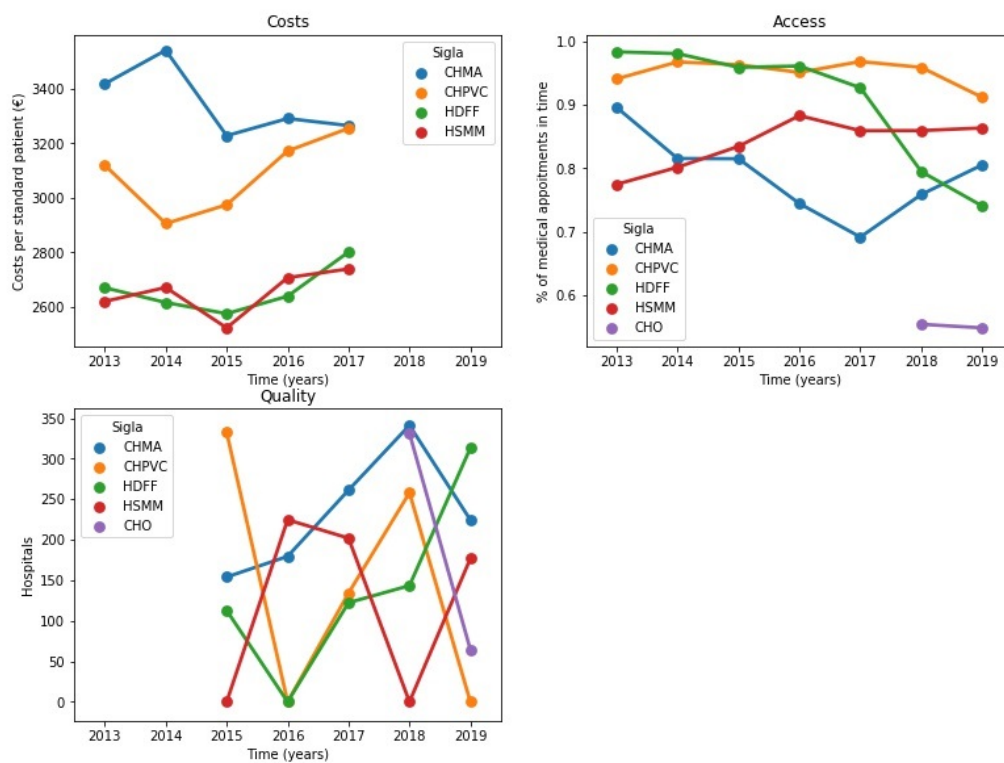 Costs
Costs per standard patient (€)
3400
3200
3000
2800
2600
Sigla
CHMA
CHPVC
HDFF
HSMM
2013 2014 2015 2016 2017 2018 2019
Time (years)
Access
% of medical appoitments in time
1.0
0.9
0.8
0.7
0.6
Sigla
CHMA
CHPVC
HDFF
HSMM
CHO
2013 2014 2015 2016 2017 2018 2019
Time (years)
Quality
Hospitals
350
300
250
200
150
100
50
0
Sigla
CHMA
CHPVC
HDFF
HSMM
CHO
2013 2014 2015 2016 2017 2018 2019
Time (years)